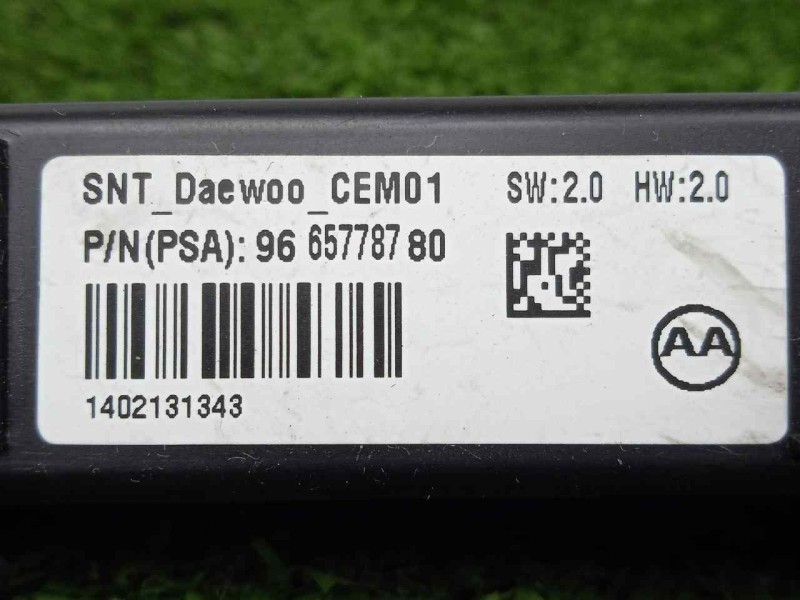 SNT_Daewoo_CEM01 SW:2.0 HW:2.0
P/N(PSA): 96 657787 80
AA
1402131343